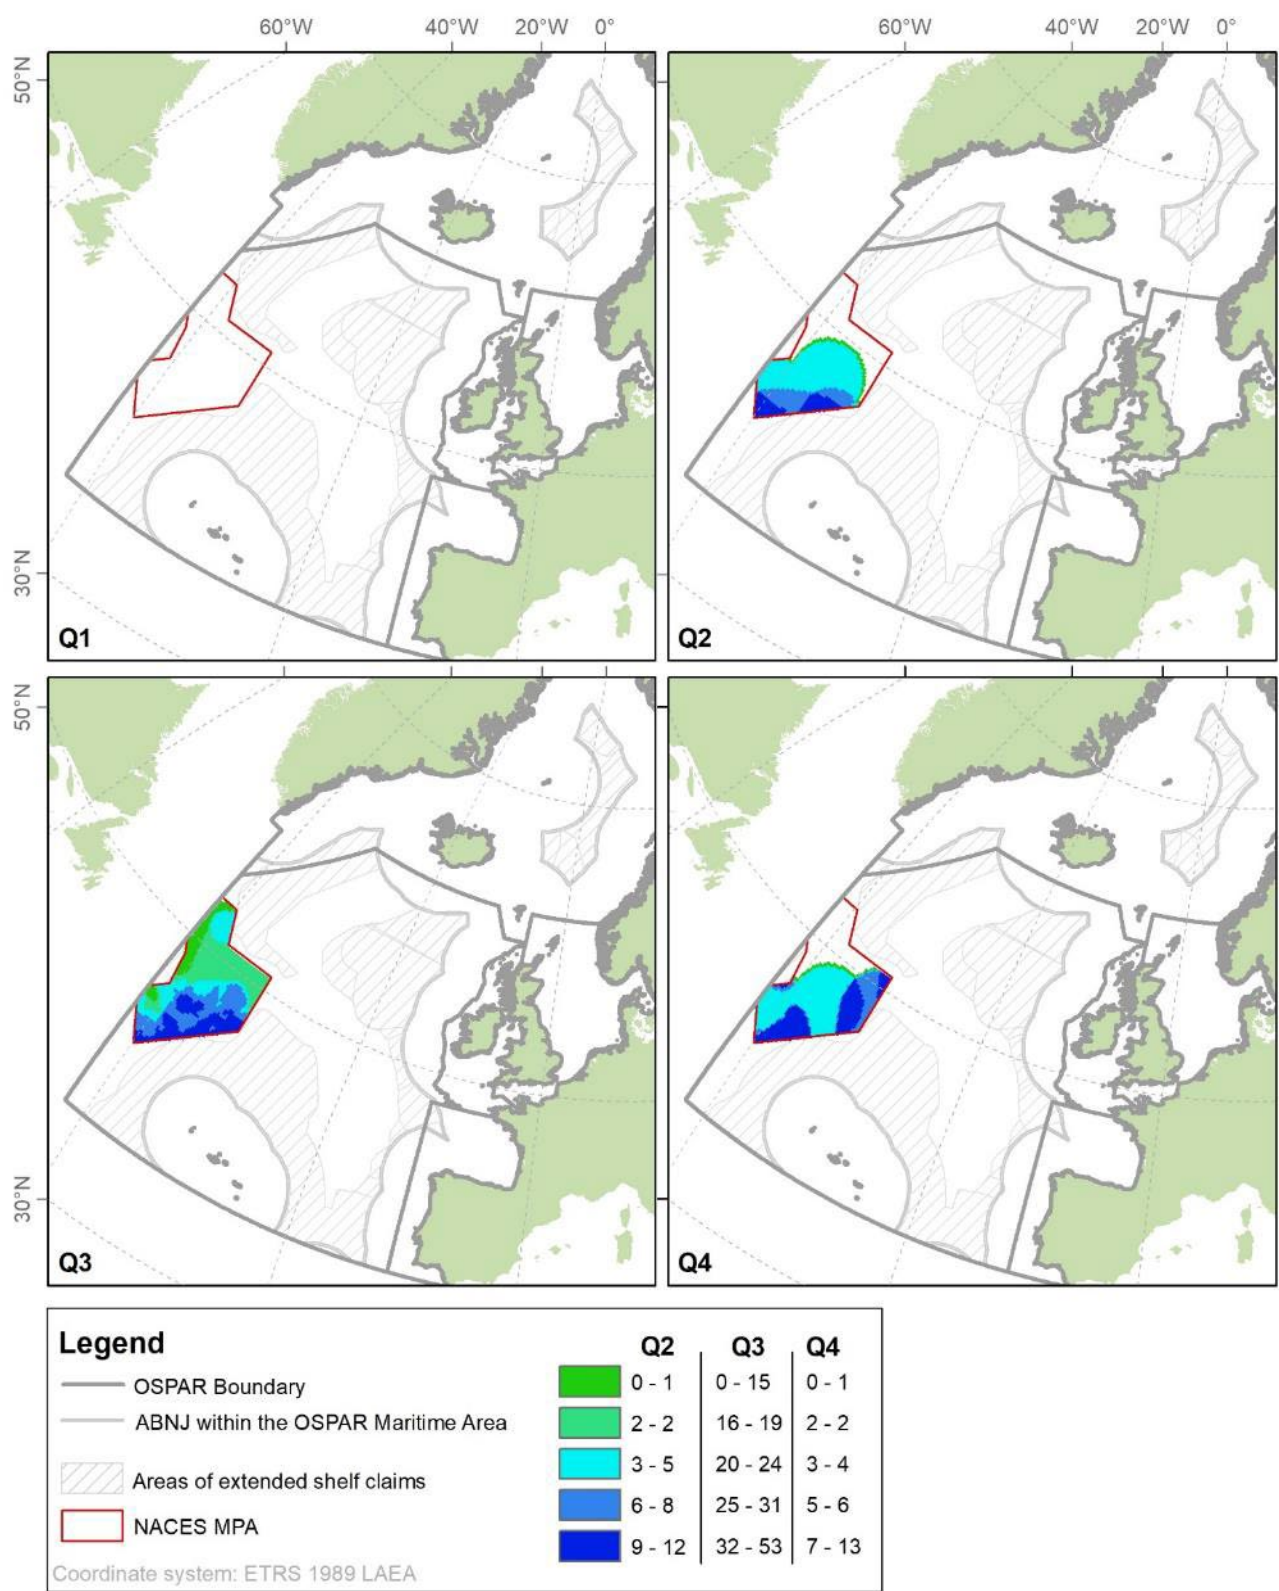 60°W 40°W 20°W 0° 60°W 40°W 20°W 0°
50°N
30°N
Q1 Q2
50°N
30°N
Q3 Q4
Legend Q2 Q3 Q4
OSPAR Boundary 0 - 1 0 - 15 0 - 1
ABNJ within the OSPAR Maritime Area 2 - 2 16 - 19 2 - 2
Areas of extended shelf claims 3 - 5 20 - 24 3 - 4
NACES MPA 6 - 8 25 - 31 5 - 6
9 - 12 32 - 53 7 - 13
Coordinate system: ETRS 1989 LAEA